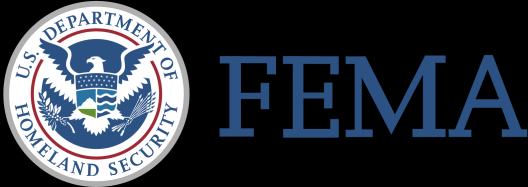 U.S. DEPARTMENT OF
HOMELAND SECURITY
FEMA